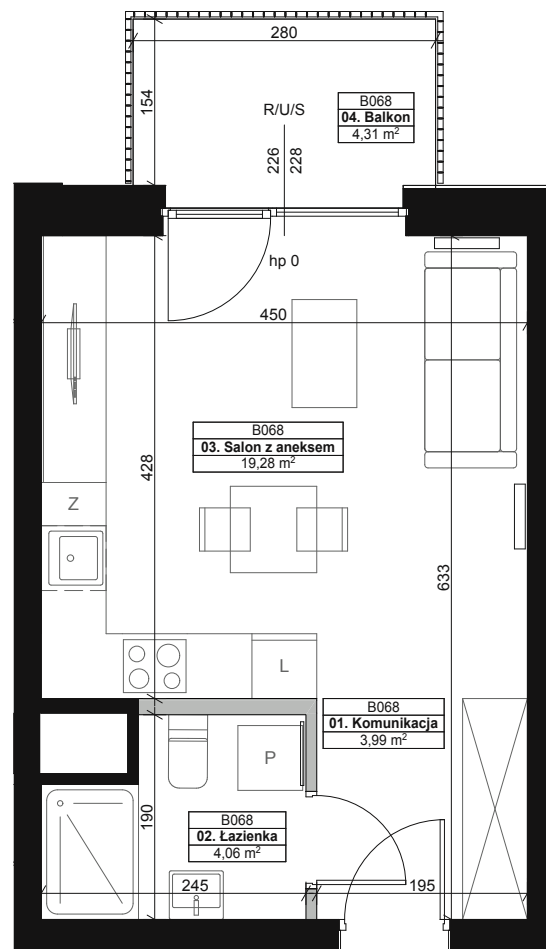 280
154
R/U/S
B068
04. Balkon
4,31 m²
226
228
hp 0
450
B068
03. Salon z aneksem
19,28 m²
428
Z
633
L
B068
01. Komunikacja
3,99 m²
P
190
B068
02. Łazienka
4,06 m²
245
195